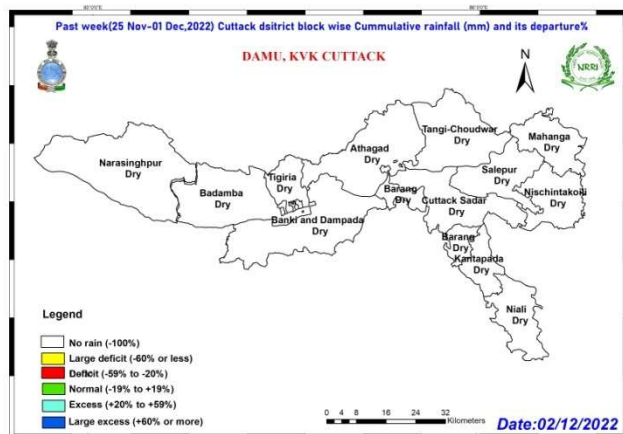 Past week(25 Nov-01 Dec,2022) Cuttack dsitrict block wise Cummulative rainfall (mm) and its departure%
DAMU, KVK CUTTACK
N
NRRI
Tangi-Choudwar
Dry
Mahanga
Dry
Athagad
Dry
Narasinghpur
Dry
Salepur
Dry
Tigiria
Dry
Nischintakoili
Dry
Badamba
Dry
Barang
Dry
Cuttack Sadar
Dry
Banki and Dampada
Dry
Barang
Dry
Kantapada
Dry
Niali
Dry
Legend
No rain (-100%)
Large deficit (-60% or less)
Deficit (-59% to -20%)
Normal (-19% to +19%)
Excess (+20% to +59%)
Large excess (+60% or more)
0 4 8 16 24 32
Kilometers
Date:02/12/2022